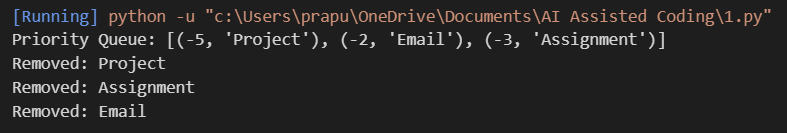 [Running] python -u "c:\Users\prapu\OneDrive\Documents\AI Assisted Coding\1.py"
Priority Queue: [(-5, 'Project'), (-2, 'Email'), (-3, 'Assignment')]
Removed: Project
Removed: Assignment
Removed: Email